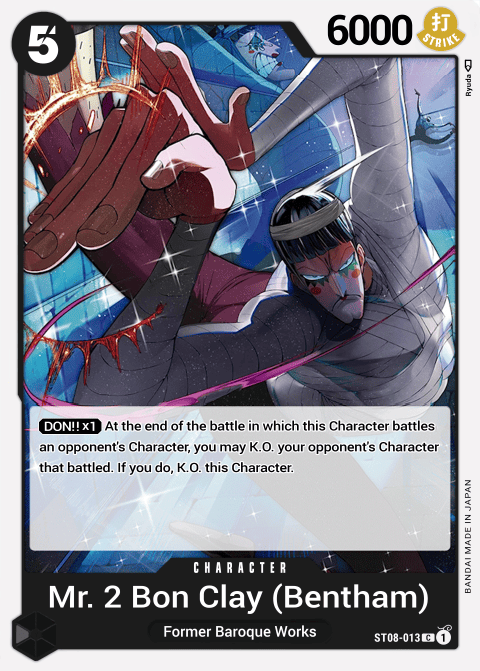 5
6000
打
STRIKE
Ryuda
DON!! x1 At the end of the battle in which this Character battles
an opponent's Character, you may K.O. your opponent's Character
that battled. If you do, K.O. this Character.
BANDAI MADE IN JAPAN
CHARACTER
Mr. 2 Bon Clay (Bentham)
Former Baroque Works
ST08-013 C 1